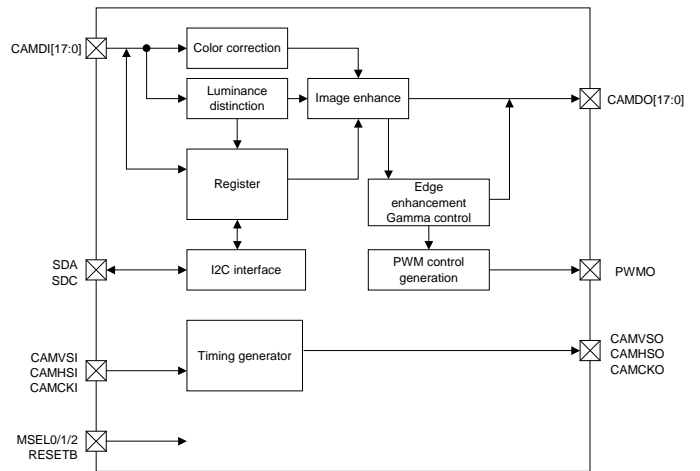 CAMDI[17:0]
Color correction
Luminance
distinction
Image enhance
CAMDO[17:0]
Register
Edge
enhancement
Gamma control
SDA
SDC
I2C interface
PWM control
generation
PWMO
CAMVSI
CAMHSI
CAMCKI
Timing generator
CAMVSO
CAMHSO
CAMCKO
MSEL0/1/2
RESETB